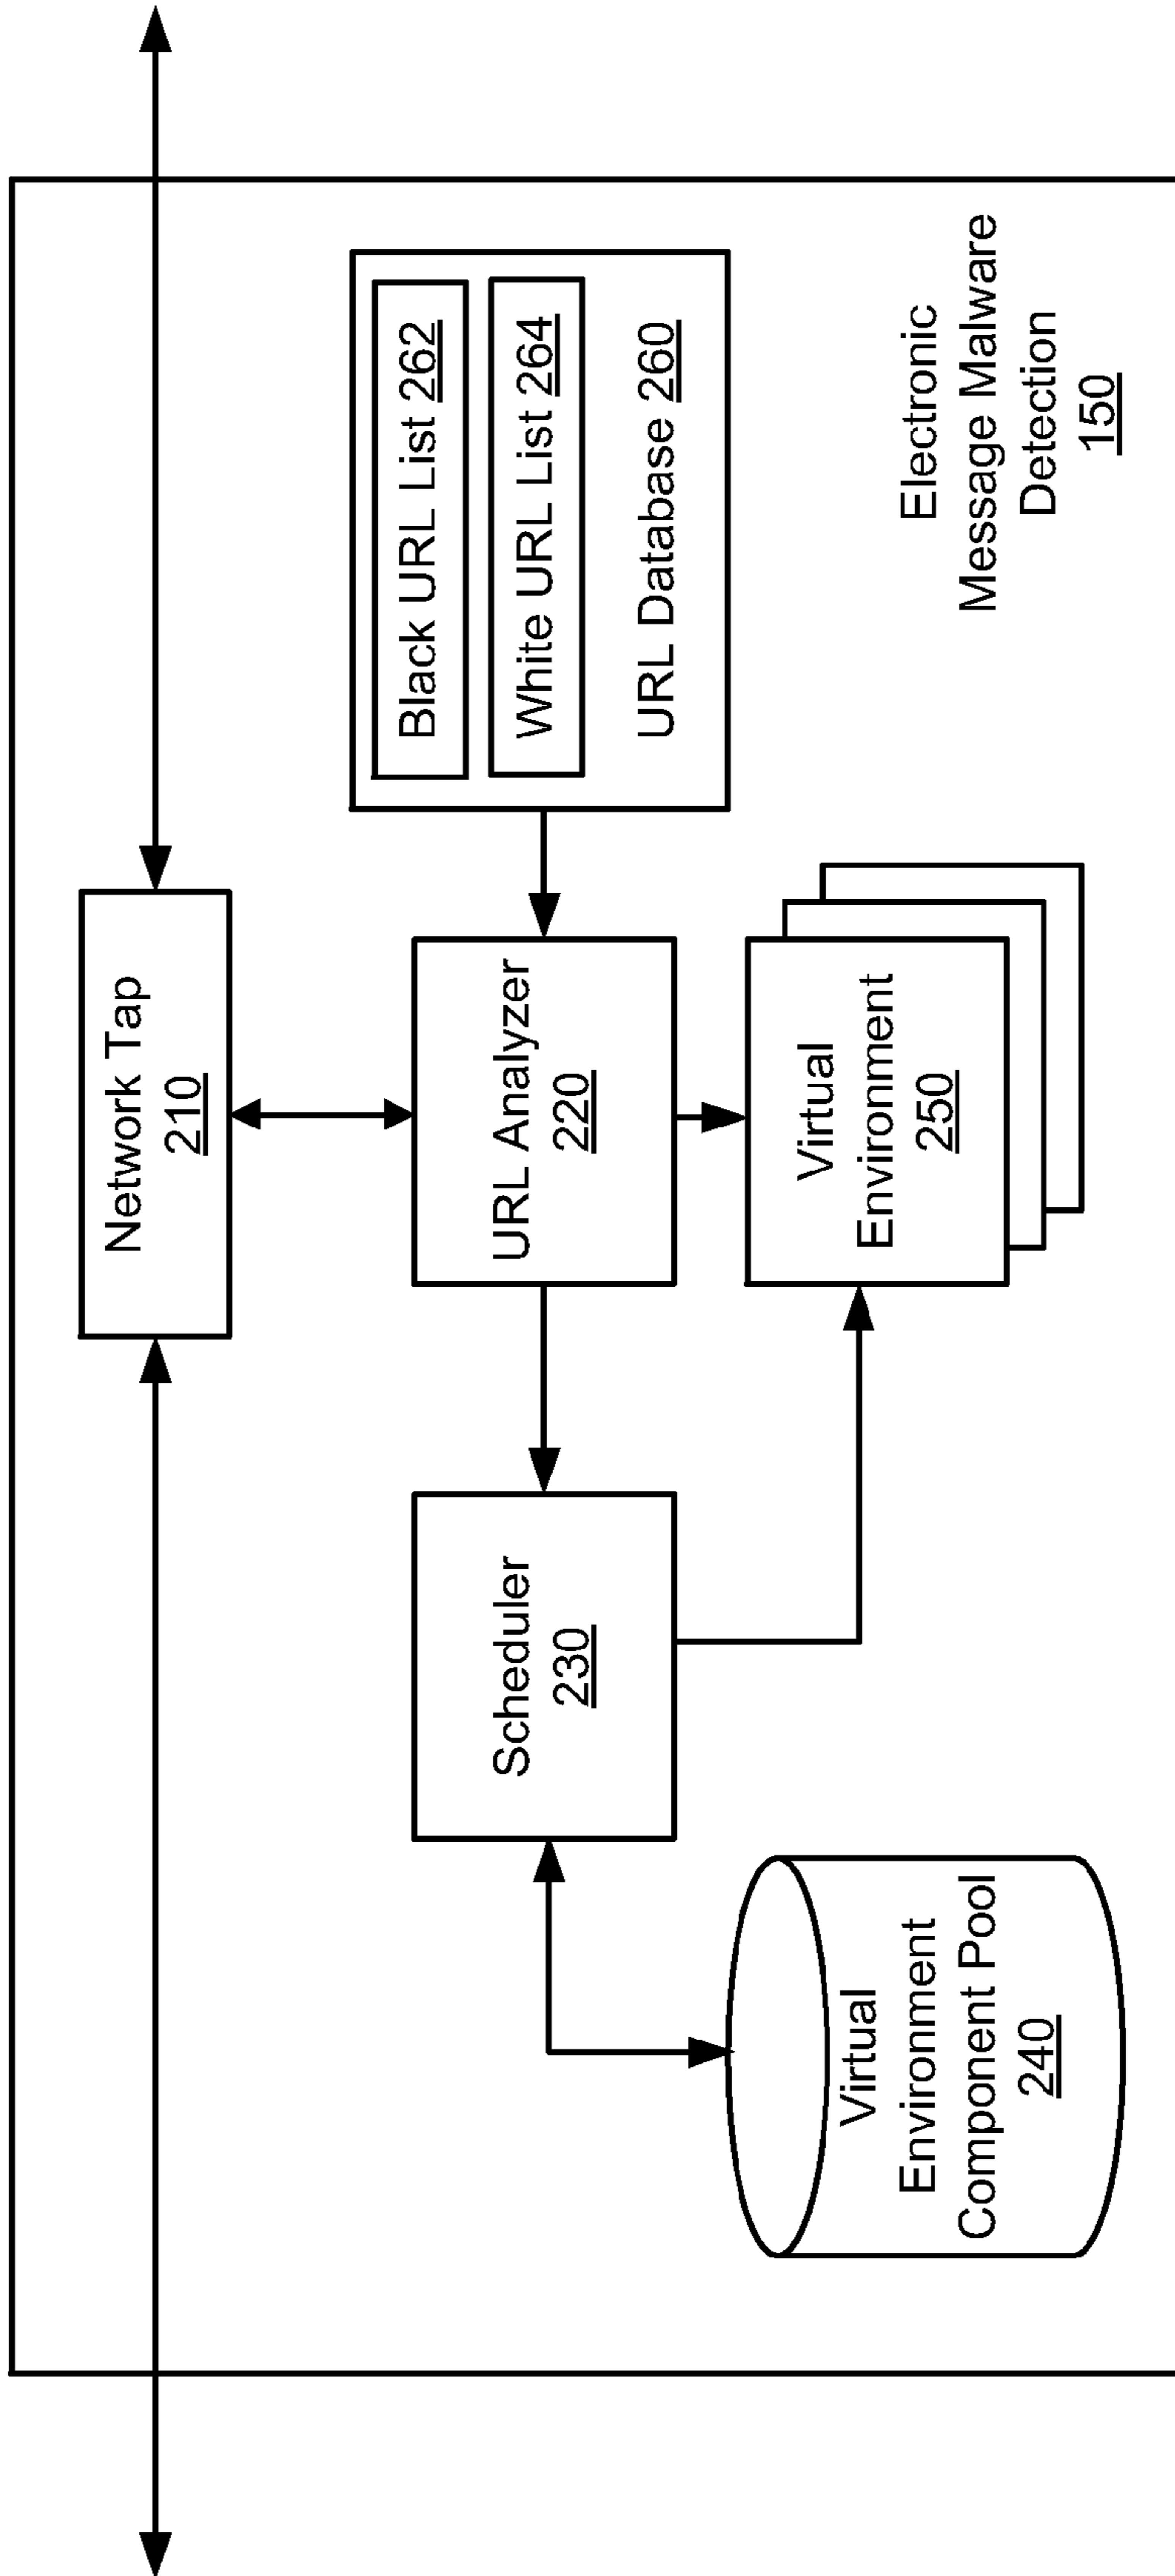 Network Tap
210
Virtual
Environment
Component Pool
240
Scheduler
230
URL Analyzer
220
Virtual
Environment
250
Black URL List 262
White URL List 264
URL Database 260
Electronic
Message Malware
Detection
150